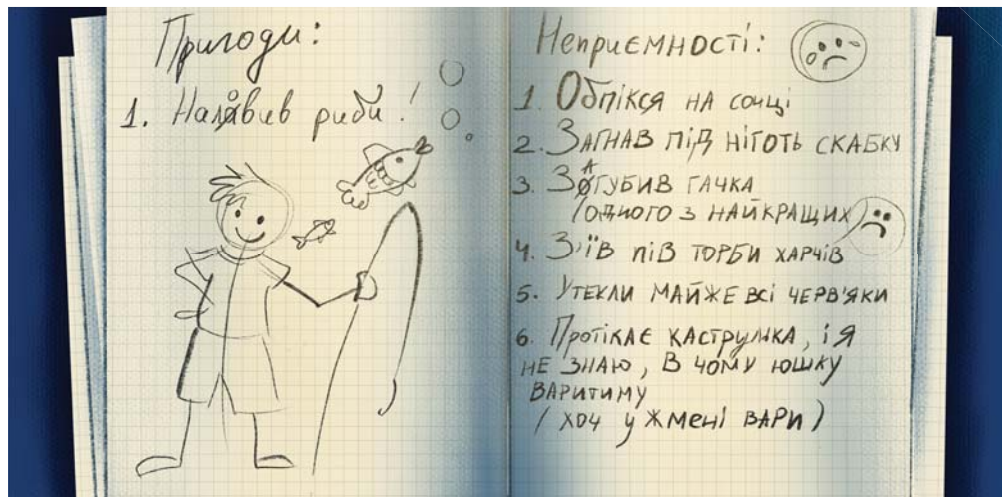 Пригоди:
1. Наловив риби!
Неприємності:
1. Обпікся на сонці
2. Загнав під ніготь скабку
3. Загубив гачка
(одного з найкращих)
4. З'їв пів торби харчів
5. Утекли майже всі черв'яки
6. Протікає каструлька, і я
не знаю, в чому юшку
варитиму
(хоч у жмені вари)